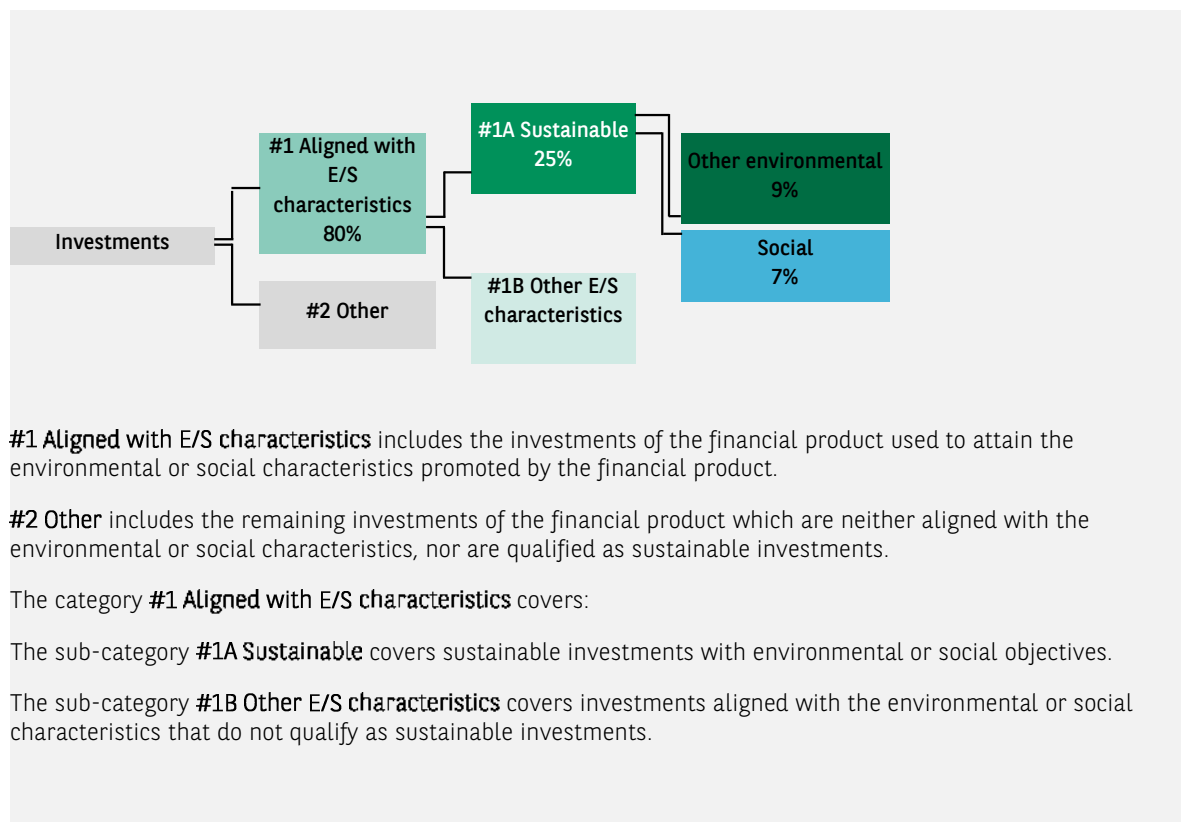 #1A Sustainable
25%
#1 Aligned with
E/S
characteristics
80%
Other environmental
9%
Investments
Social
7%
#2 Other
#1B Other E/S
characteristics
#1 Aligned with E/S characteristics includes the investments of the financial product used to attain the
environmental or social characteristics promoted by the financial product.
#2 Other includes the remaining investments of the financial product which are neither aligned with the
environmental or social characteristics, nor are qualified as sustainable investments.
The category #1 Aligned with E/S characteristics covers:
The sub-category #1A Sustainable covers sustainable investments with environmental or social objectives.
The sub-category #1B Other E/S characteristics covers investments aligned with the environmental or social
characteristics that do not qualify as sustainable investments.